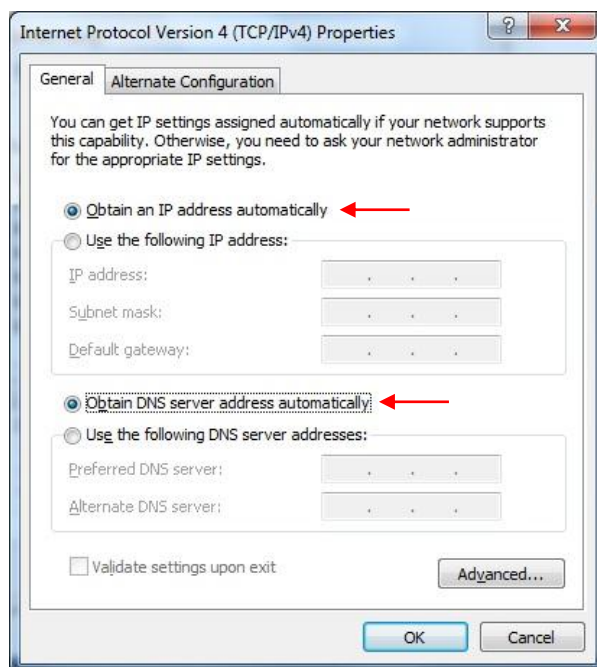 Internet Protocol Version 4 (TCP/IPv4) Properties
?
General
Alternate Configuration
You can get IP settings assigned automatically if your network supports
this capability. Otherwise, you need to ask your network administrator
for the appropriate IP settings.
Obtain an IP address automatically
Use the following IP address:
IP address:
Subnet mask:
Default gateway:
Obtain DNS server address automatically
Use the following DNS server addresses:
Preferred DNS server:
Alternate DNS server:
Validate settings upon exit
Advanced...
OK
Cancel